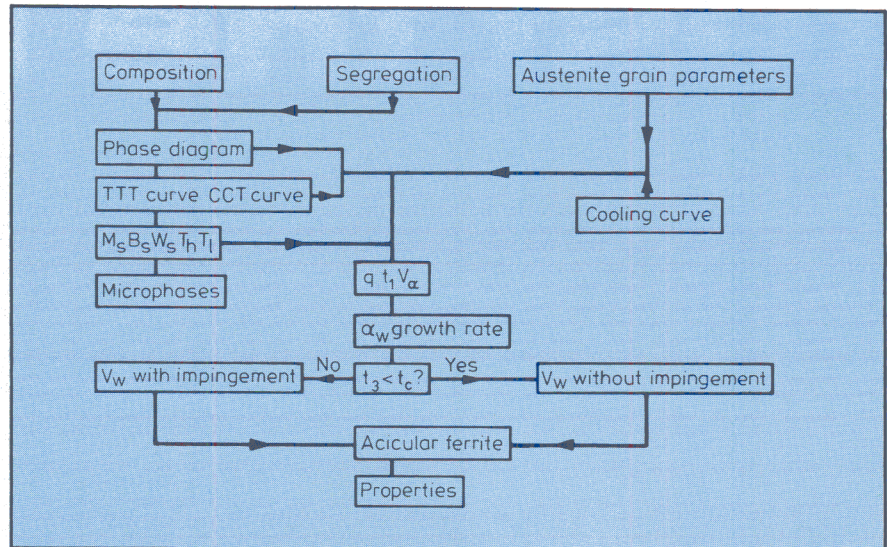 Composition
Segregation
Austenite grain parameters
Phase diagram
TTT curve CCT curve
Cooling curve
MsBsWsThTl
q t1 Vα
Microphases
αw growth rate
No
Yes
Vw with impingement
t3 < tc?
Vw without impingement
Acicular ferrite
Properties